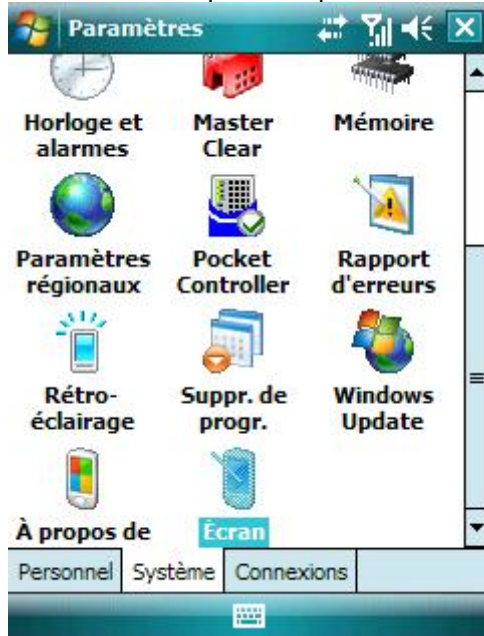 Paramètres
Horloge et alarmes
Master Clear
Mémoire
Paramètres régionaux
Pocket Controller
Rapport d'erreurs
Rétro-éclairage
Suppr. de progr.
Windows Update
À propos de
Écran
Personnel Système Connexions